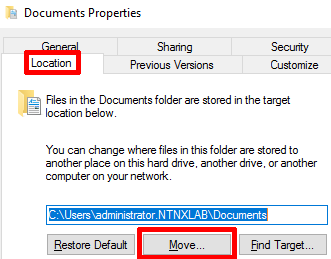 Documents Properties
General Sharing Security
Location Previous Versions Customize
Files in the Documents folder are stored in the target
location below.
You can change where files in this folder are stored to
another place on this hard drive, another drive, or another
computer on your network.
C:\Users\administrator.NTNXLAB\Documents
Restore Default Move... Find Target...